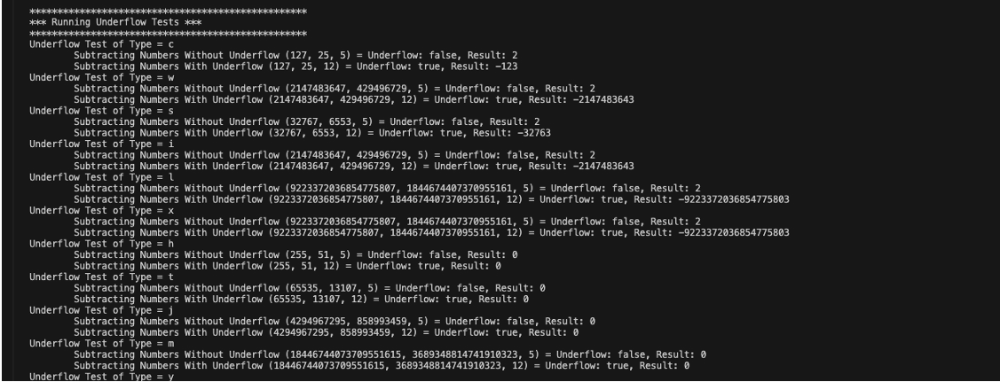 **************************************************
*** Running Underflow Tests ***
**************************************************
Underflow Test of Type = c
Subtracting Numbers Without Underflow (127, 25, 5) = Underflow: false, Result: 2
Subtracting Numbers With Underflow (127, 25, 12) = Underflow: true, Result: -123
Underflow Test of Type = w
Subtracting Numbers Without Underflow (2147483647, 429496729, 5) = Underflow: false, Result: 2
Subtracting Numbers With Underflow (2147483647, 429496729, 12) = Underflow: true, Result: -2147483643
Underflow Test of Type = s
Subtracting Numbers Without Underflow (32767, 6553, 5) = Underflow: false, Result: 2
Subtracting Numbers With Underflow (32767, 6553, 12) = Underflow: true, Result: -32763
Underflow Test of Type = i
Subtracting Numbers Without Underflow (2147483647, 429496729, 5) = Underflow: false, Result: 2
Subtracting Numbers With Underflow (2147483647, 429496729, 12) = Underflow: true, Result: -2147483643
Underflow Test of Type = l
Subtracting Numbers Without Underflow (9223372036854775807, 1844674407370955161, 5) = Underflow: false, Result: 2
Subtracting Numbers With Underflow (9223372036854775807, 1844674407370955161, 12) = Underflow: true, Result: -9223372036854775803
Underflow Test of Type = x
Subtracting Numbers Without Underflow (9223372036854775807, 1844674407370955161, 5) = Underflow: false, Result: 2
Subtracting Numbers With Underflow (9223372036854775807, 1844674407370955161, 12) = Underflow: true, Result: -9223372036854775803
Underflow Test of Type = h
Subtracting Numbers Without Underflow (255, 51, 5) = Underflow: false, Result: 0
Subtracting Numbers With Underflow (255, 51, 12) = Underflow: true, Result: 0
Underflow Test of Type = t
Subtracting Numbers Without Underflow (65535, 13107, 5) = Underflow: false, Result: 0
Subtracting Numbers With Underflow (65535, 13107, 12) = Underflow: true, Result: 0
Underflow Test of Type = j
Subtracting Numbers Without Underflow (4294967295, 858993459, 5) = Underflow: false, Result: 0
Subtracting Numbers With Underflow (4294967295, 858993459, 12) = Underflow: true, Result: 0
Underflow Test of Type = m
Subtracting Numbers Without Underflow (18446744073709551615, 3689348814741910323, 5) = Underflow: false, Result: 0
Subtracting Numbers With Underflow (18446744073709551615, 3689348814741910323, 12) = Underflow: true, Result: 0
Underflow Test of Type = y